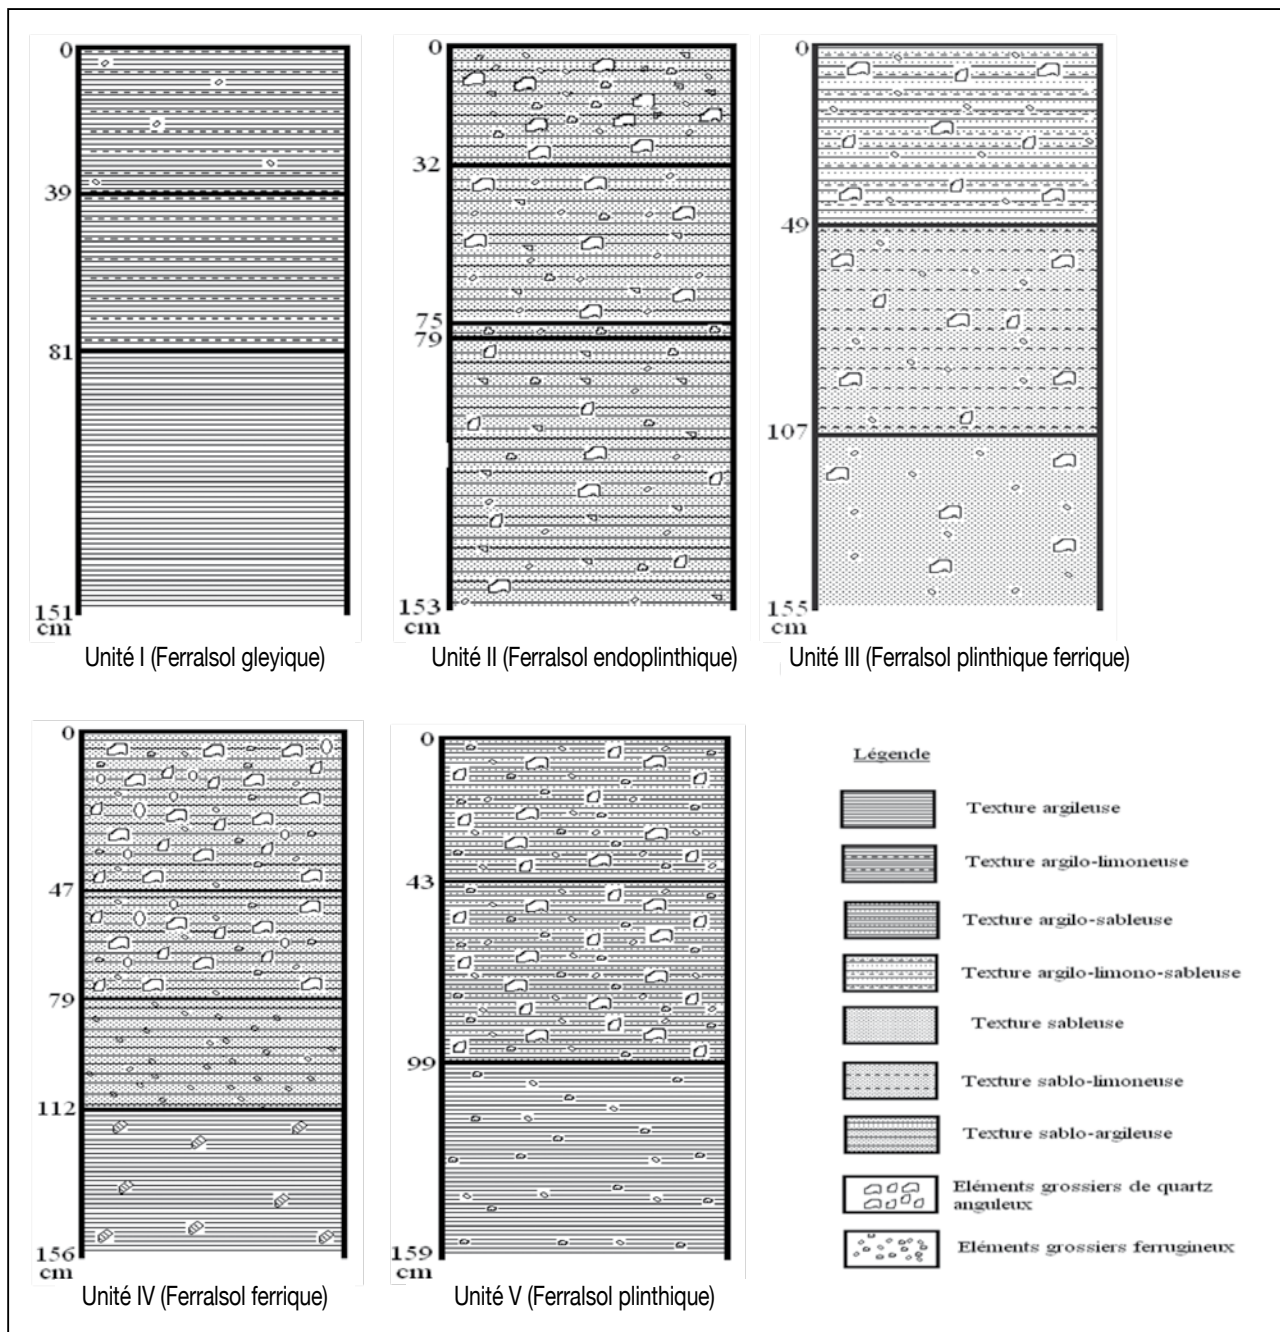 0
39
81
151
cm
Unité I (Ferralsol gleyique)
0
32
75
79
153
cm
Unité II (Ferralsol endoplinthique)
0
49
107
155
cm
Unité III (Ferralsol plinthique ferrique)
0
47
79
112
156
cm
Unité IV (Ferralsol ferrique)
0
43
99
159
cm
Unité V (Ferralsol plinthique)
Légende
Texture argileuse
Texture argilo-limoneuse
Texture argilo-sableuse
Texture argilo-limono-sableuse
Texture sableuse
Texture sablo-limoneuse
Texture sablo-argileuse
Eléments grossiers de quartz
anguleux
Eléments grossiers ferrugineux